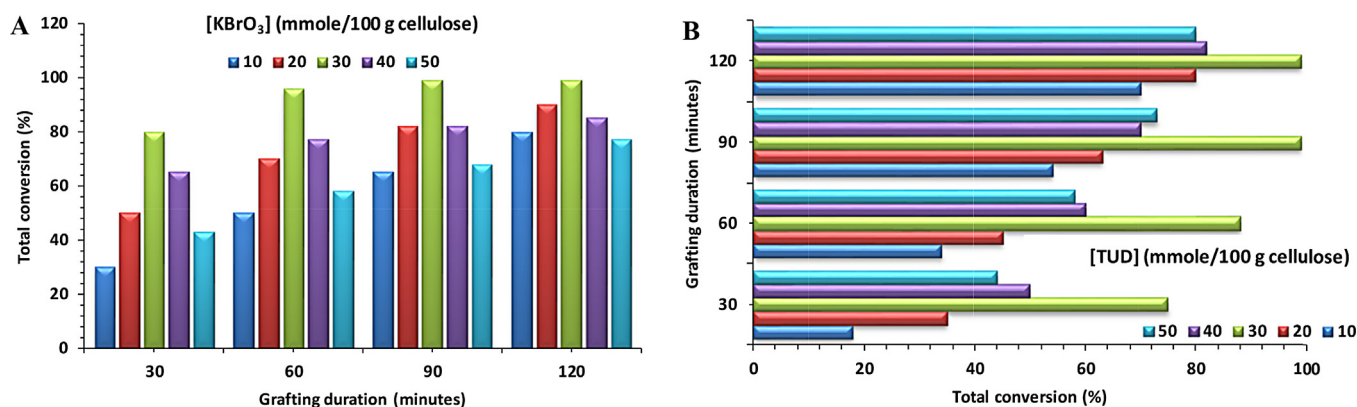 A
[KBrO3] (mmole/100 g cellulose)
10 20 30 40 50
Total conversion (%)
120
100
80
60
40
20
0
30 60 90 120
Grafting duration (minutes)
B
Grafting duration (minutes)
120
90
60
30
[TUD] (mmole/100 g cellulose)
50 40 30 20 10
0 20 40 60 80 100
Total conversion (%)